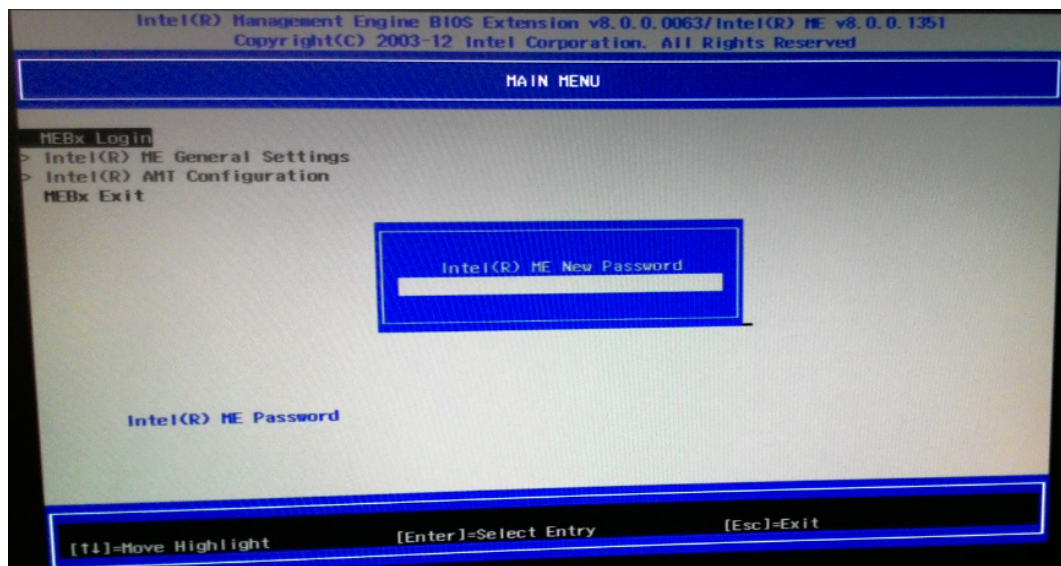 Intel(R) Management Engine BIOS Extension v8.0.0.0063/Intel(R) ME v8.0.0.1351
Copyright(C) 2003-12 Intel Corporation. All Rights Reserved
MAIN MENU
MEBx Login
> Intel(R) ME General Settings
> Intel(R) AMT Configuration
MEBx Exit
Intel(R) ME New Password
Intel(R) ME Password
[↑↓]=Move Highlight [Enter]=Select Entry [Esc]=Exit